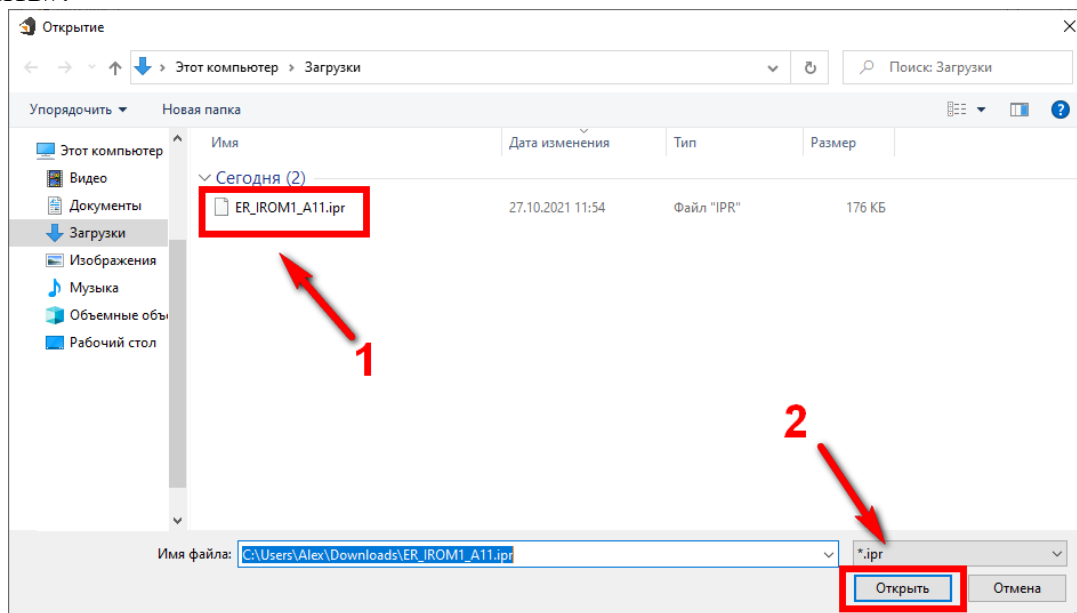 Открытие
Этот компьютер › Загрузки
Поиск: Загрузки
Упорядочить
Новая папка
Имя
Дата изменения
Тип
Размер
Этот компьютер
Видео
Документы
Загрузки
Изображения
Музыка
Объемные объ
Рабочий стол
Сегодня (2)
ER_IROM1_A11.ipr
27.10.2021 11:54
Файл "IPR"
176 КБ
1
2
Имя файла:
C:\Users\Alex\Downloads\ER_IROM1_A11.ipr
*.ipr
Открыть
Отмена